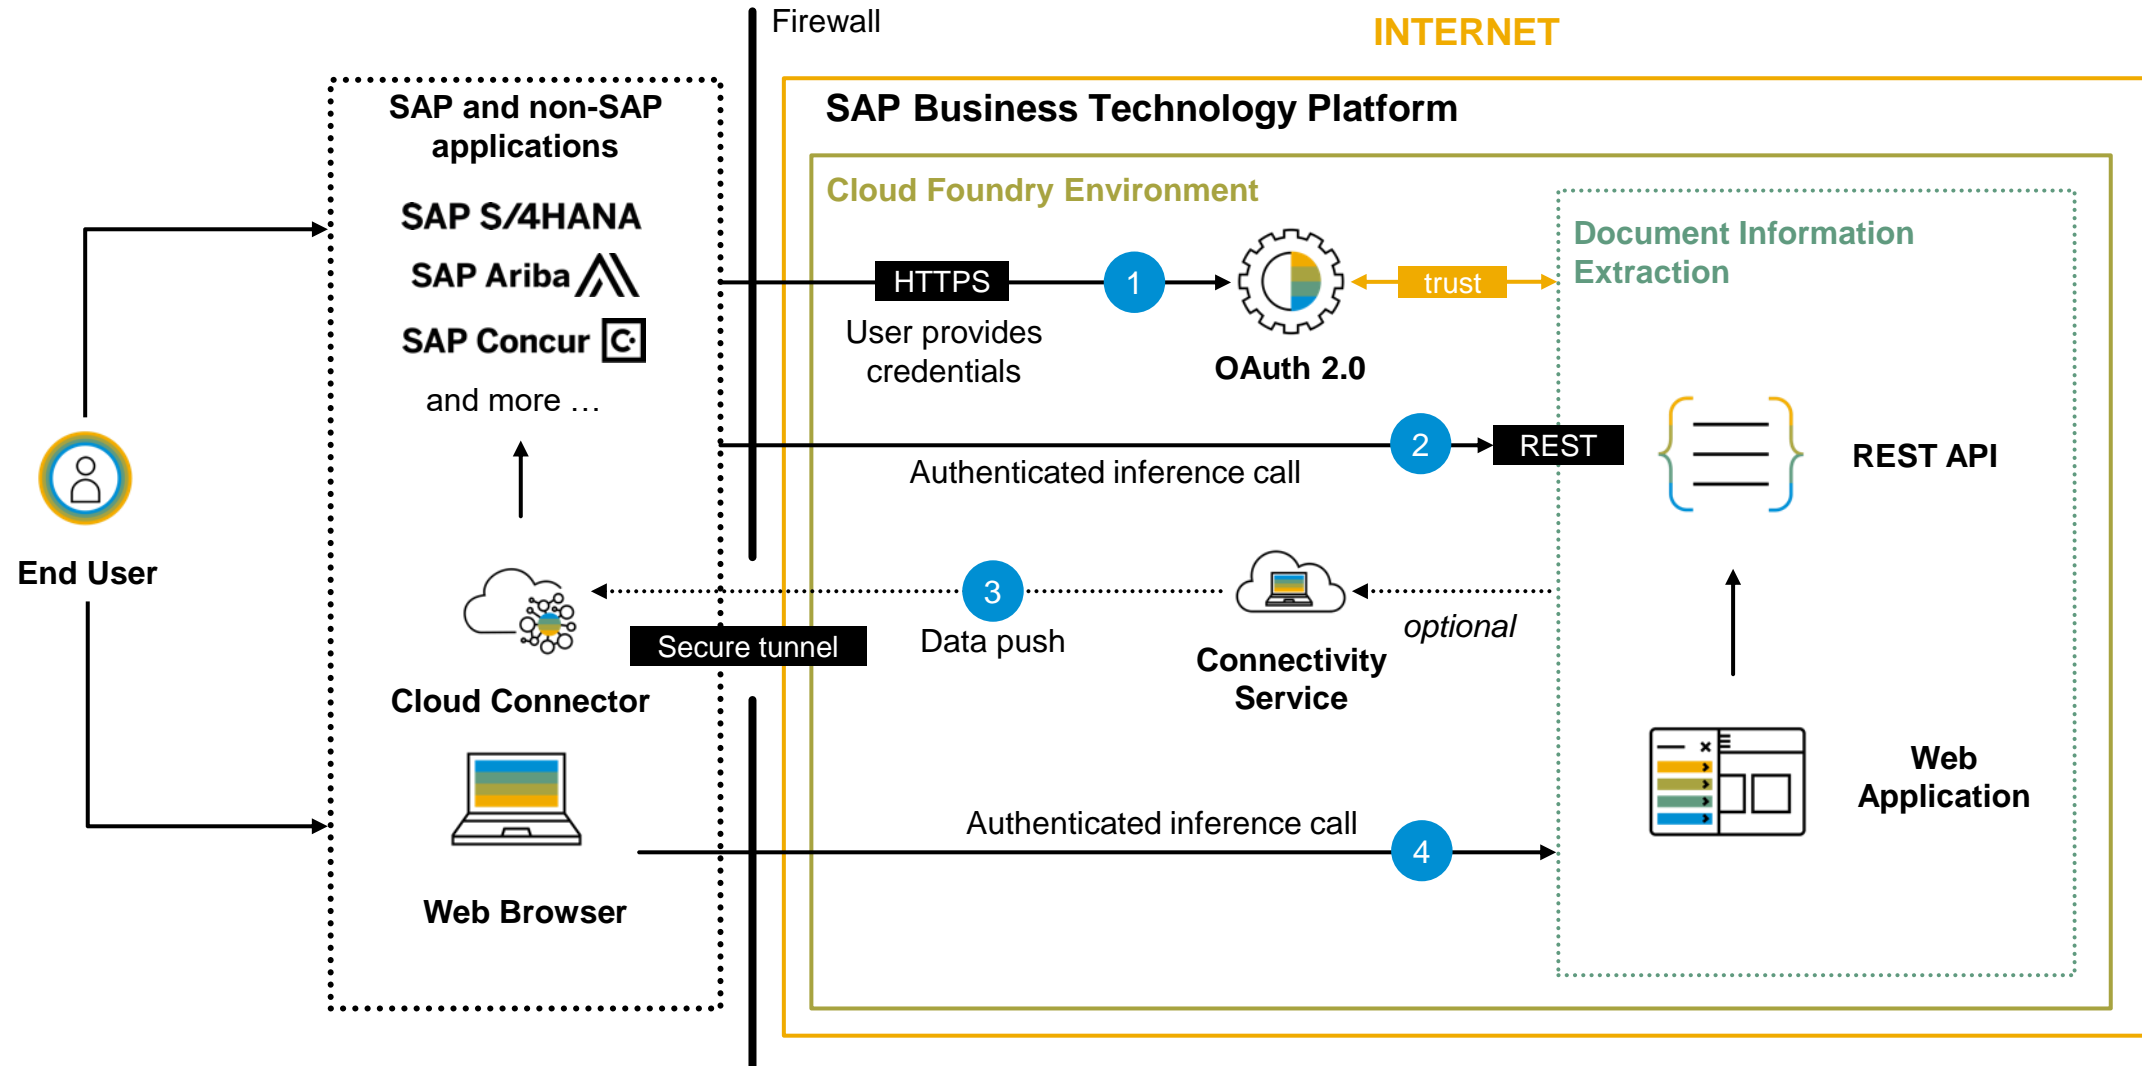 Firewall
INTERNET
SAP and non-SAP
applications
SAP S/4HANA
SAP Ariba
SAP Concur C·
and more …
End User
Cloud Connector
Web Browser
SAP Business Technology Platform
Cloud Foundry Environment
HTTPS
1
User provides
credentials
OAuth 2.0
trust
Document Information
Extraction
2
REST
Authenticated inference call
REST API
3
Secure tunnel
Data push
optional
Connectivity
Service
Web
Application
Authenticated inference call
4